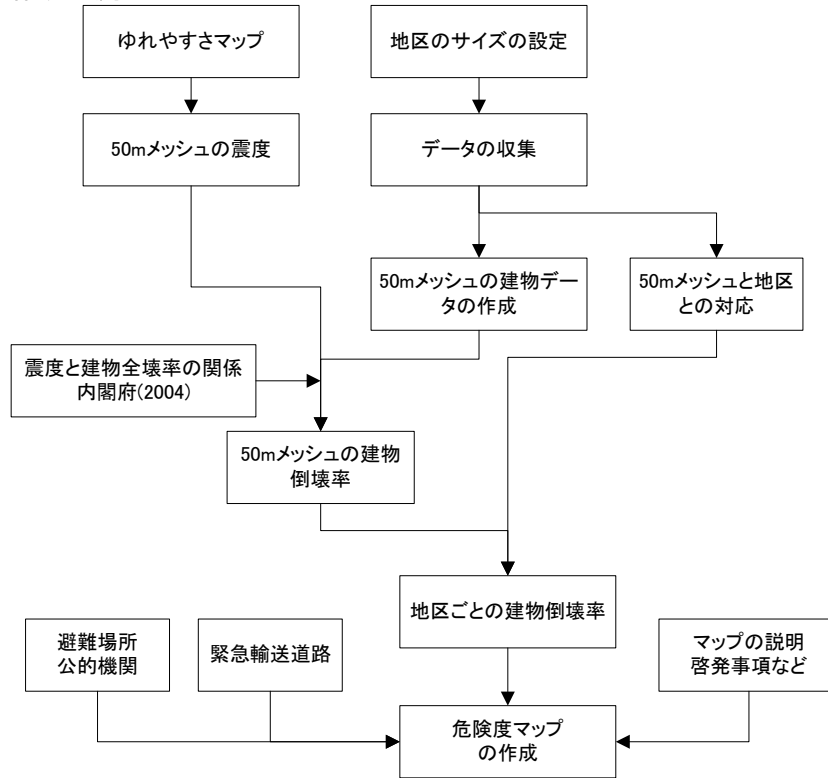 ゆれやすさマップ
地区のサイズの設定
50mメッシュの震度
データの収集
50mメッシュの建物デー
タの作成
50mメッシュと地区
との対応
震度と建物全壊率の関係
内閣府(2004)
50mメッシュの建物
倒壊率
地区ごとの建物倒壊率
避難場所
公的機関
緊急輸送道路
マップの説明
啓発事項など
危険度マップ
の作成